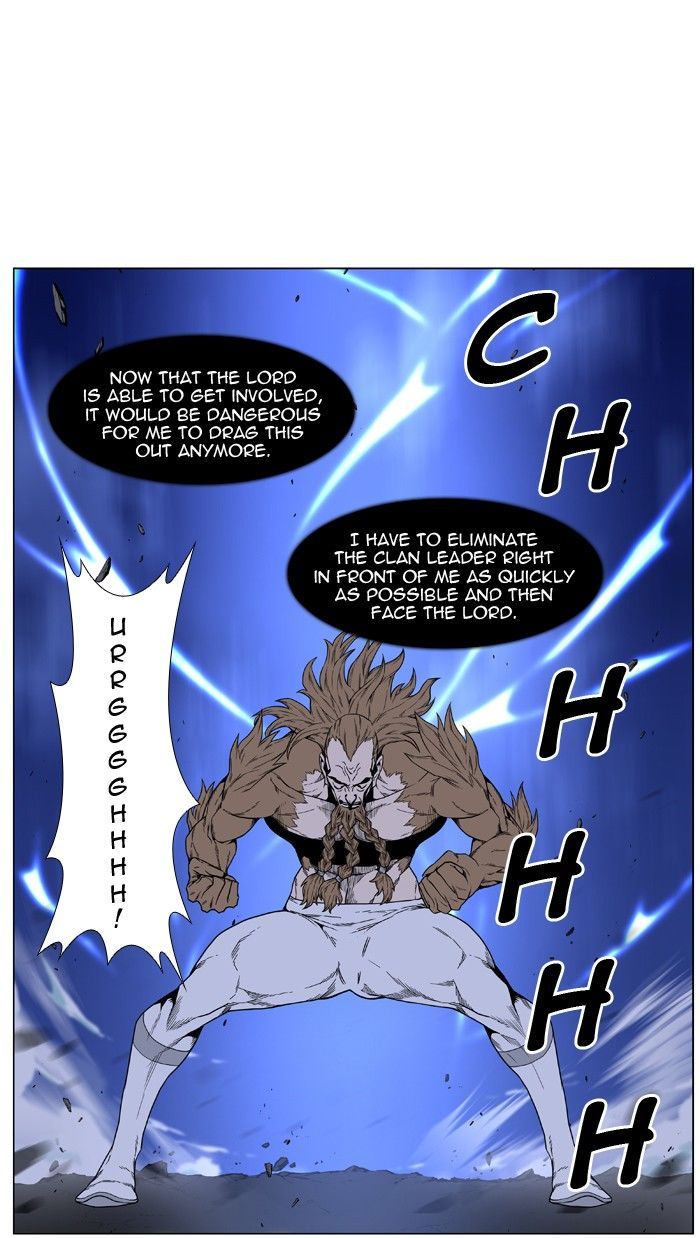 NOW THAT THE LORD
IS ABLE TO GET INVOLVED,
IT WOULD BE DANGEROUS
FOR ME TO DRAG THIS
OUT ANYMORE.
I HAVE TO ELIMINATE
THE CLAN LEADER RIGHT
IN FRONT OF ME AS QUICKLY
AS POSSIBLE AND THEN
FACE THE LORD.
URRGGGGHHHH!
CHHHHH